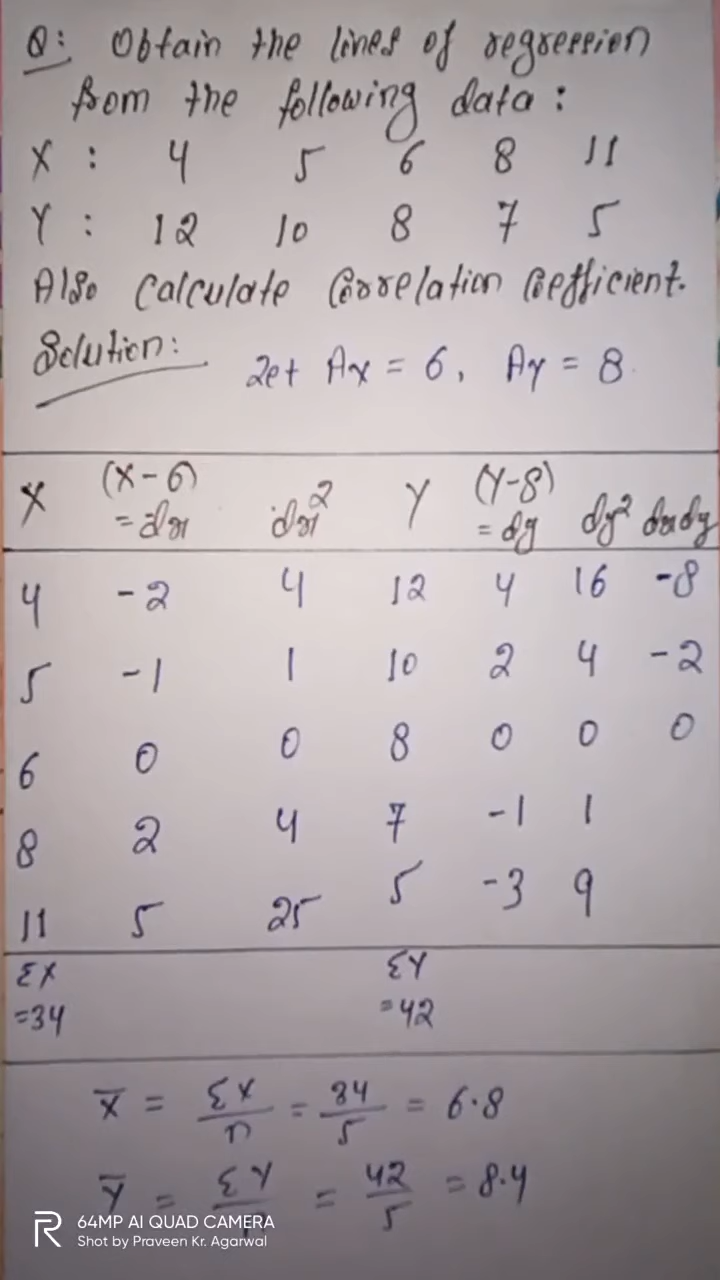 Q: Obtain the lines of regression
from the following data :
X : 4 5 6 8 11
Y : 12 10 8 7 5
Also calculate Correlation Coefficient.
Solution: Let Ax = 6, Ay = 8.
X (X-6) = dx dx² Y (Y-8) = dy dy² dxdy
4 -2 4 12 4 16 -8
5 -1 1 10 2 4 -2
6 0 0 8 0 0 0
8 2 4 7 -1 1
11 5 25 5 -3 9
ΣX =34 ΣY =42
X̄ = ΣX/n = 34/5 = 6.8
Ȳ = ΣY/n = 42/5 = 8.4
64MP AI QUAD CAMERA
Shot by Praveen Kr. Agarwal